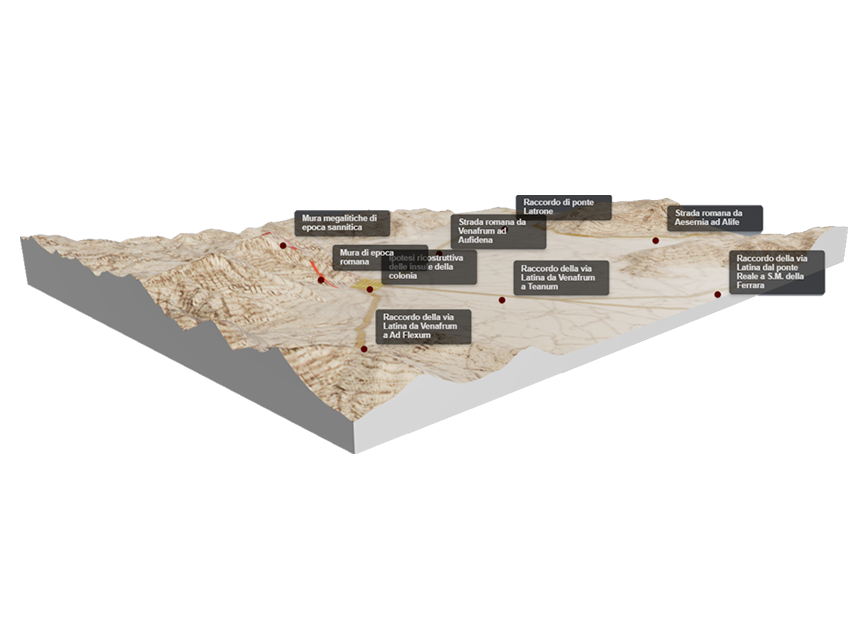 Raccordo di ponte
Latrone
Strada romana da
Aesernia ad Alife
Mura megalitiche di
epoca sannitica
Strada romana da
Venafrum ad
Aufidena
Mura di epoca
romana
Ipotesi ricostruttiva
delle insule della
colonia
Raccordo della via
Latina da Venafrum
a Teanum
Raccordo della via
Latina dal ponte
Reale a S.M. della
Ferrara
Raccordo della via
Latina da Venafrum
a Ad Flexum